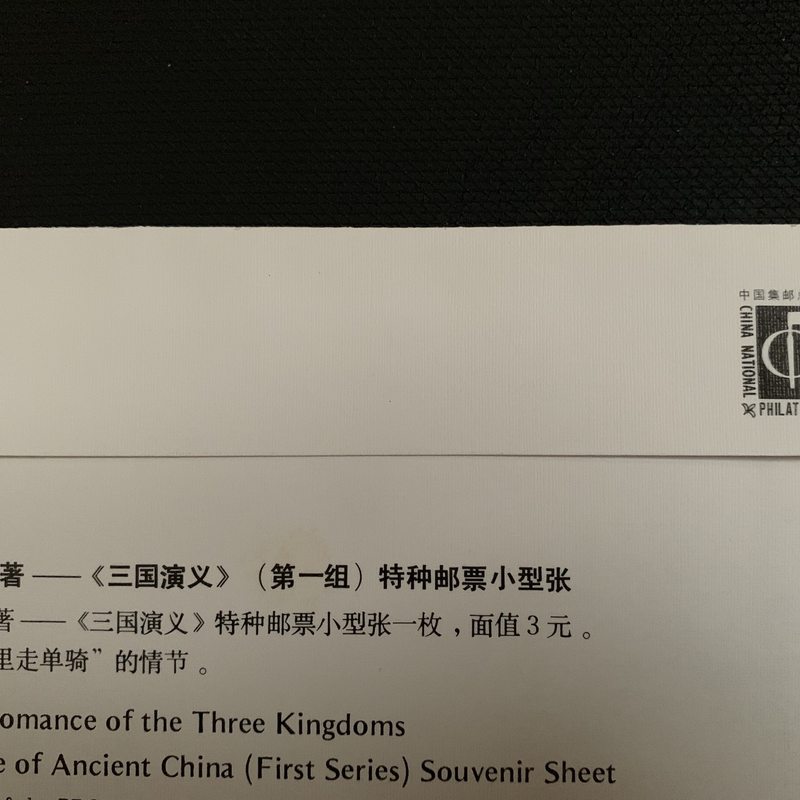 中国集邮
CHINA NATIONAL
PHILAT
著——《三国演义》（第一组）特种邮票小型张
著——《三国演义》特种邮票小型张一枚，面值3元。
里走单骑”的情节。
omance of the Three Kingdoms
e of Ancient China (First Series) Souvenir Sheet